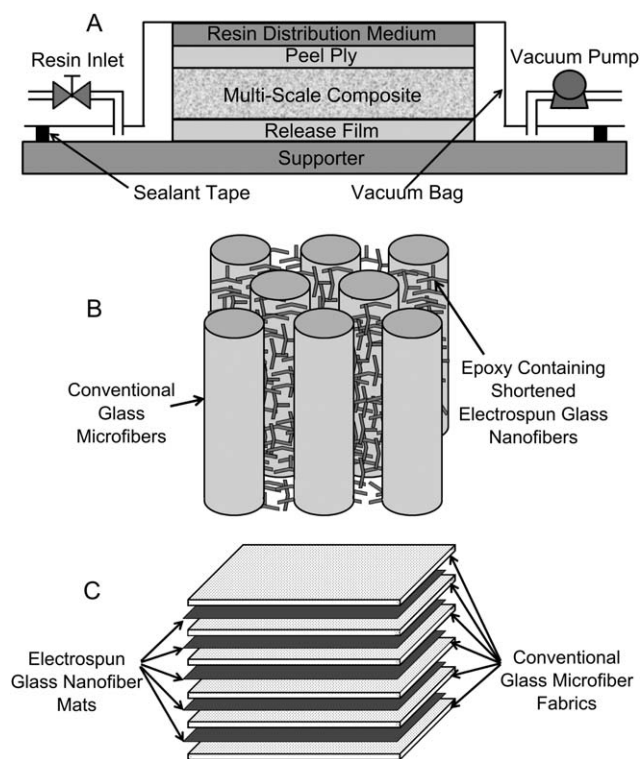 A
Resin Inlet
Resin Distribution Medium
Peel Ply
Multi-Scale Composite
Release Film
Supporter
Vacuum Pump
Sealant Tape
Vacuum Bag
B
Conventional
Glass
Microfibers
Epoxy Containing
Shortened
Electrospun Glass
Nanofibers
C
Electrospun
Glass Nanofiber
Mats
Conventional
Glass Microfiber
Fabrics